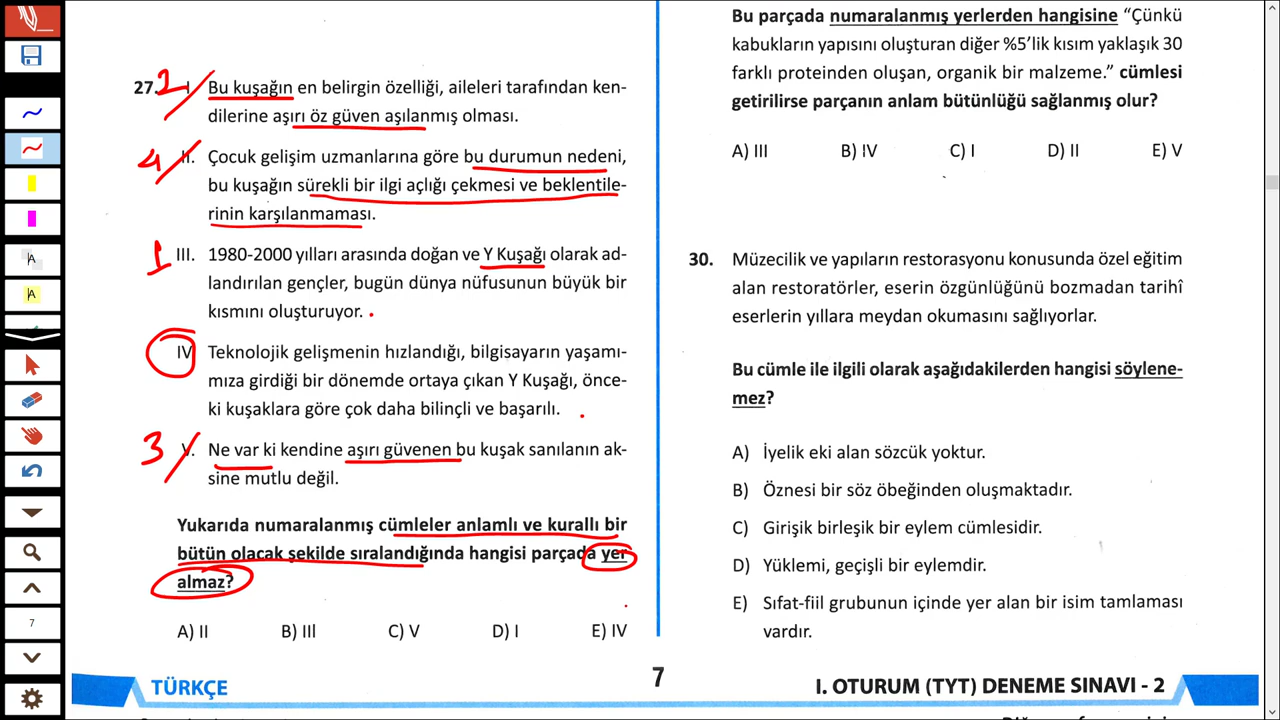 27. I. Bu kuşağın en belirgin özelliği, aileleri tarafından ken-
dilerine aşırı öz güven aşılanmış olması.
II. Çocuk gelişim uzmanlarına göre bu durumun nedeni,
bu kuşağın sürekli bir ilgi açlığı çekmesi ve beklentile-
rinin karşılanmaması.
III. 1980-2000 yılları arasında doğan ve Y Kuşağı olarak ad-
landırılan gençler, bugün dünya nüfusunun büyük bir
kısmını oluşturuyor.
IV Teknolojik gelişmenin hızlandığı, bilgisayarın yaşamı-
mıza girdiği bir dönemde ortaya çıkan Y Kuşağı, önce-
ki kuşaklara göre çok daha bilinçli ve başarılı.
V. Ne var ki kendine aşırı güvenen bu kuşak sanılanın ak-
sine mutlu değil.
Yukarıda numaralanmış cümleler anlamlı ve kurallı bir
bütün olacak şekilde sıralandığında hangisi parçada yer
almaz?
A) II B) III C) V D) I E) IV
2
4
1
3
Bu parçada numaralanmış yerlerden hangisine “Çünkü
kabukların yapısını oluşturan diğer %5’lik kısım yaklaşık 30
farklı proteinden oluşan, organik bir malzeme.” cümlesi
getirilirse parçanın anlam bütünlüğü sağlanmış olur?
A) III B) IV C) I D) II E) V
30. Müzecilik ve yapıların restorasyonu konusunda özel eğitim
alan restoratörler, eserin özgünlüğünü bozmadan tarihî
eserlerin yıllara meydan okumasını sağlıyorlar.
Bu cümle ile ilgili olarak aşağıdakilerden hangisi söylene-
mez?
A) İyelik eki alan sözcük yoktur.
B) Öznesi bir söz öbeğinden oluşmaktadır.
C) Girişik birleşik bir eylem cümlesidir.
D) Yüklemi, geçişli bir eylemdir.
E) Sıfat-fiil grubunun içinde yer alan bir isim tamlaması
vardır.
TÜRKÇE
7
I. OTURUM (TYT) DENEME SINAVI - 2
A
A
7